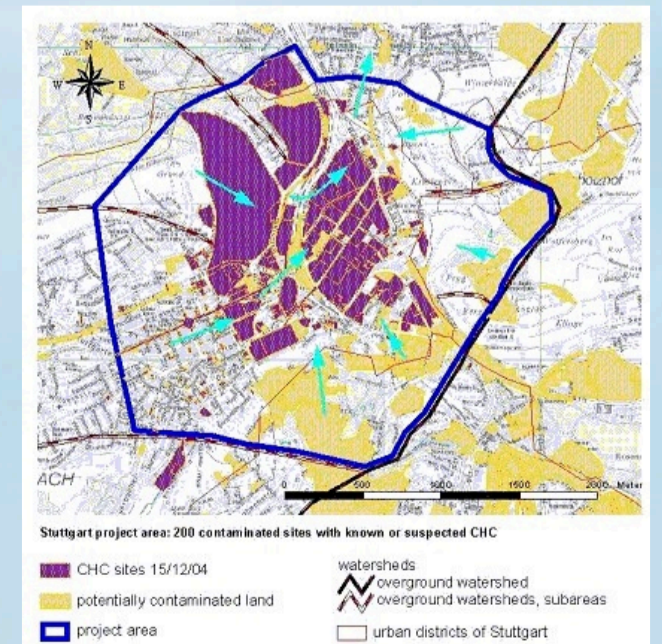 N
W
E
S
ACH
0
500
1000
1500
2000 Meter
Stuttgart project area: 200 contaminated sites with known or suspected CHC
CHC sites 15/12/04
potentially contaminated land
project area
watersheds
overground watershed
overground watersheds, subareas
urban districts of Stuttgart